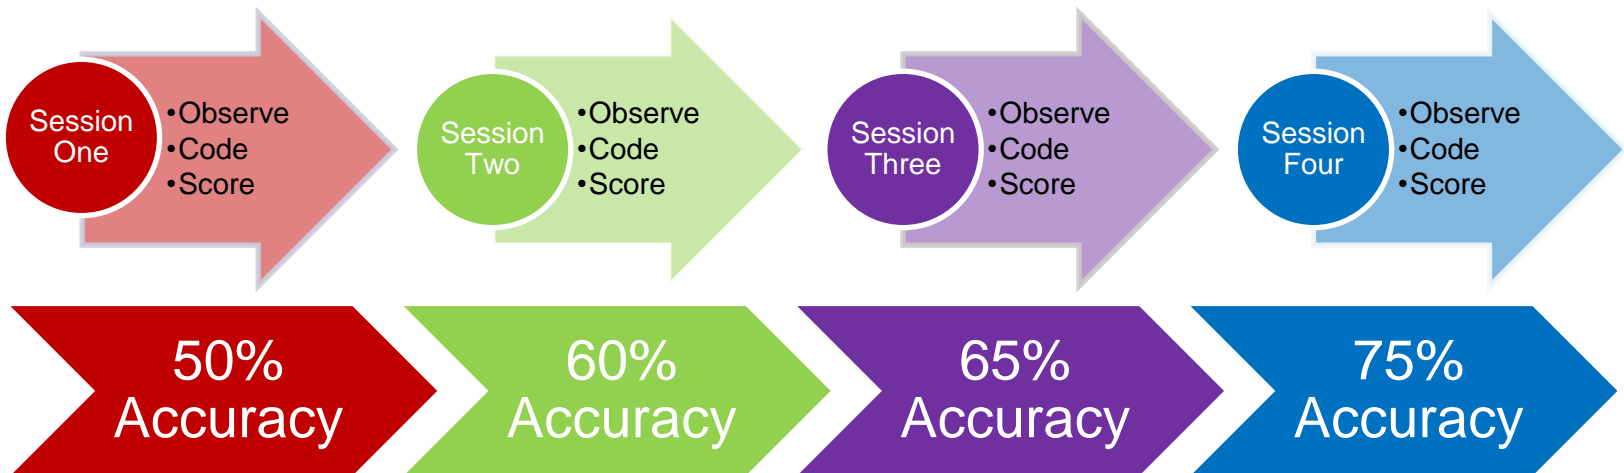 Session
One
•Observe
•Code
•Score
Session
Two
•Observe
•Code
•Score
Session
Three
•Observe
•Code
•Score
Session
Four
•Observe
•Code
•Score
50%
Accuracy
60%
Accuracy
65%
Accuracy
75%
Accuracy